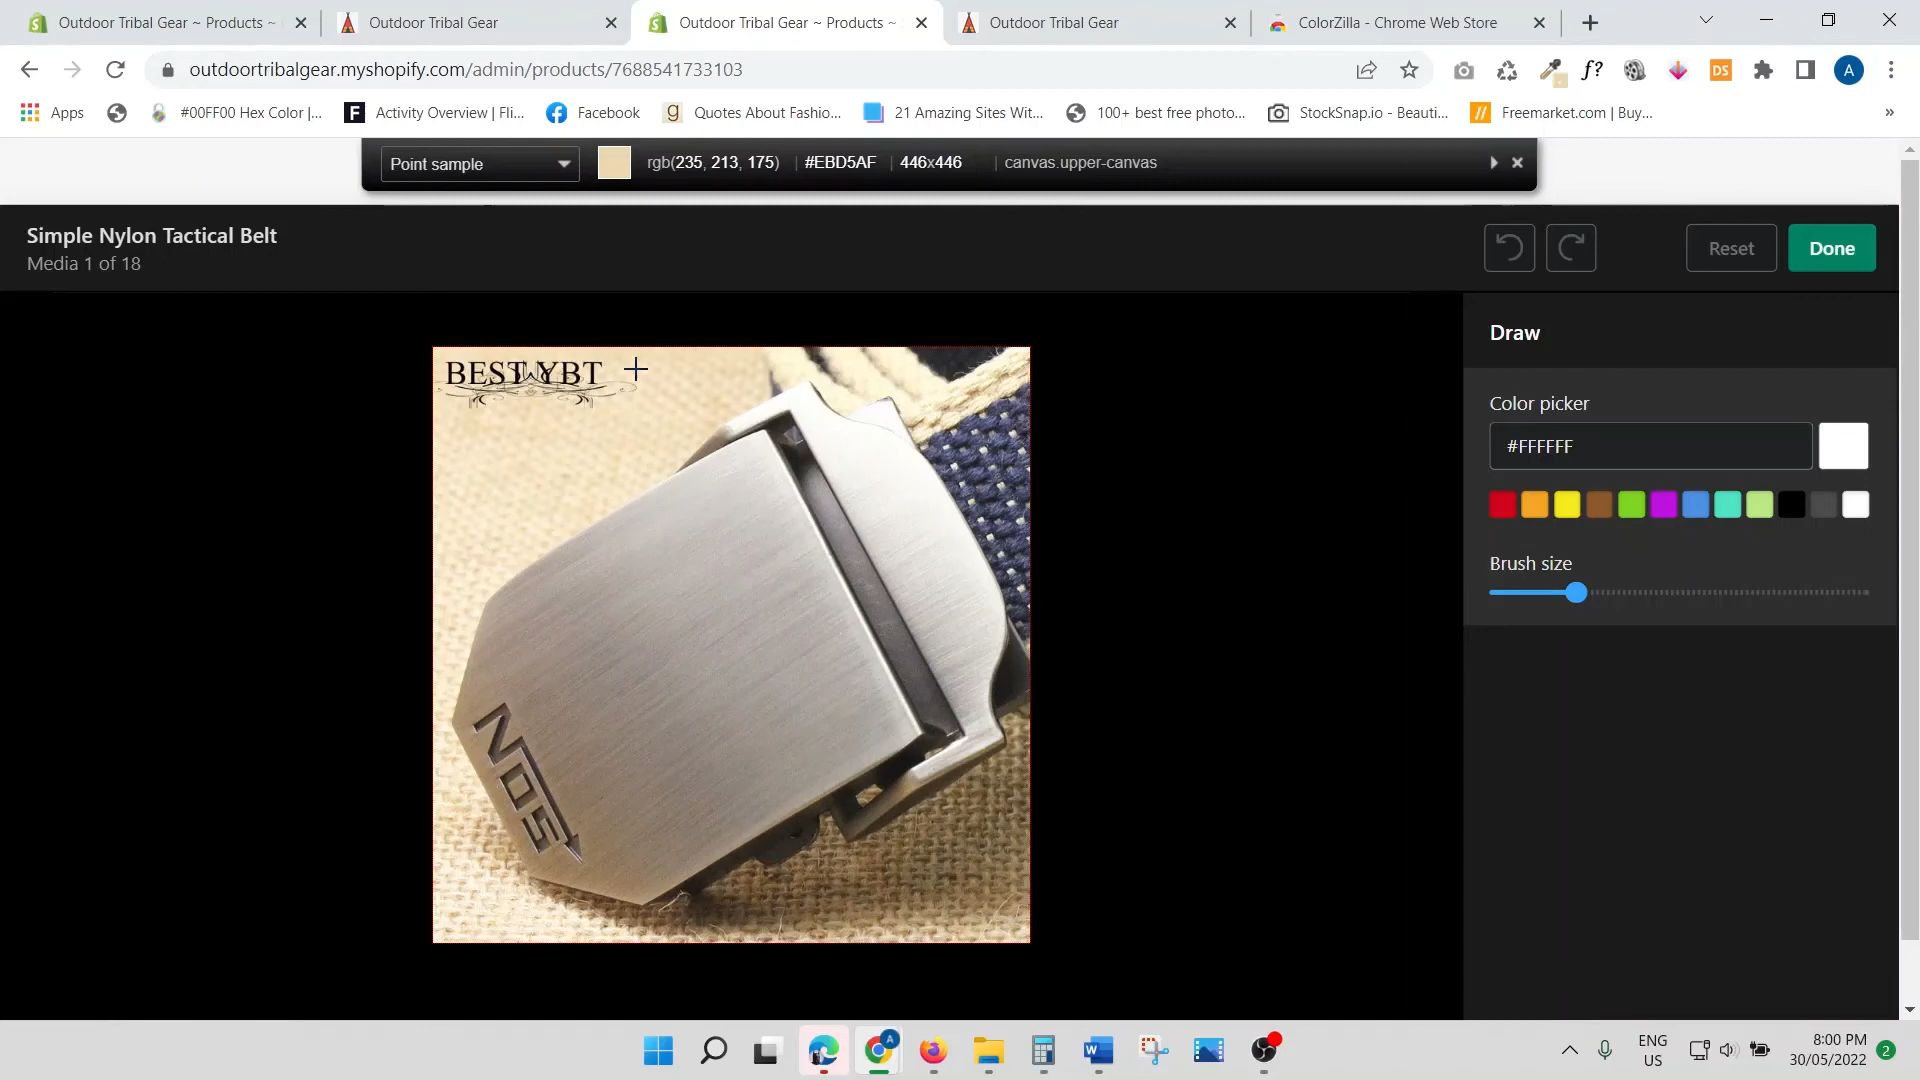 Outdoor Tribal Gear ~ Products ~
Outdoor Tribal Gear
Outdoor Tribal Gear ~ Products ~
Outdoor Tribal Gear
ColorZilla - Chrome Web Store
outdoortribalgear.myshopify.com/admin/products/7688541733103
f?
DS
A
Apps
#00FF00 Hex Color |...
F
Activity Overview | Fli...
Facebook
g
Quotes About Fashio...
21 Amazing Sites Wit...
100+ best free photo...
StockSnap.io - Beauti...
Freemarket.com | Buy...
Point sample
rgb(235, 213, 175)
#EBD5AF
446x446
canvas.upper-canvas
Simple Nylon Tactical Belt
Media 1 of 18
Reset
Done
BEST YBT
NOS
Draw
Color picker
#FFFFFF
Brush size
A
W
ENG
US
8:00 PM
30/05/2022
2